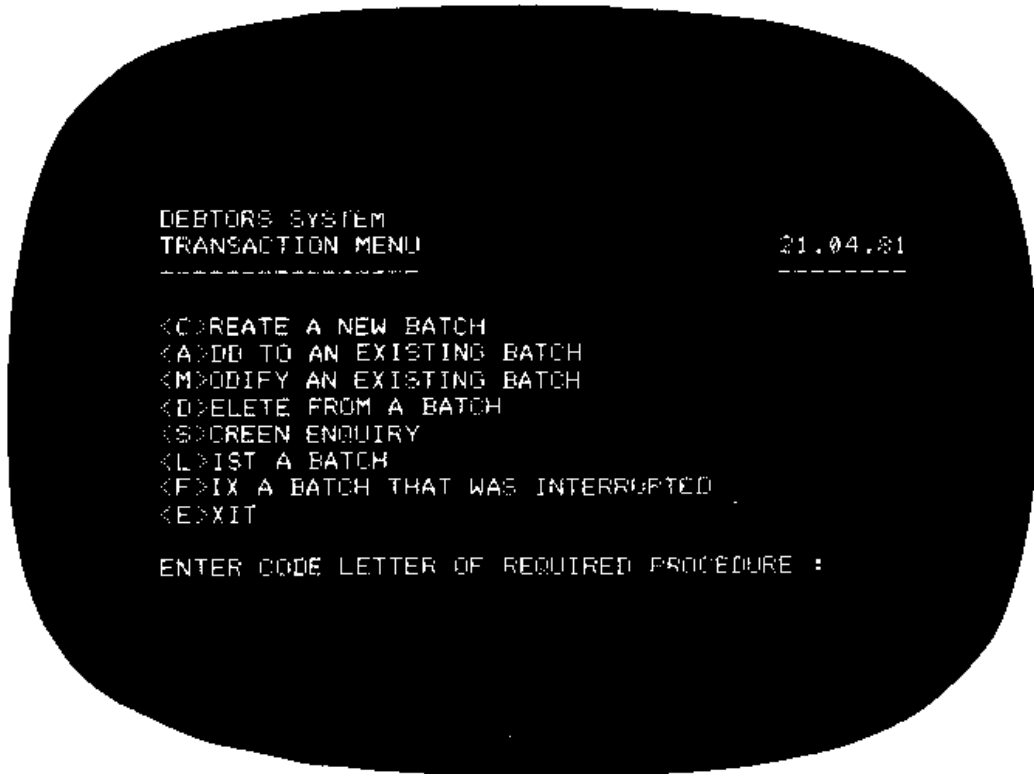 DEBTORS SYSTEM
TRANSACTION MENU 21.04.81
<C>REATE A NEW BATCH
<A>DD TO AN EXISTING BATCH
<M>ODIFY AN EXISTING BATCH
<D>ELETE FROM A BATCH
<S>CREEN ENQUIRY
<L>IST A BATCH
<F>IX A BATCH THAT WAS INTERRUPTED
<E>XIT
ENTER CODE LETTER OF REQUIRED PROCEDURE :